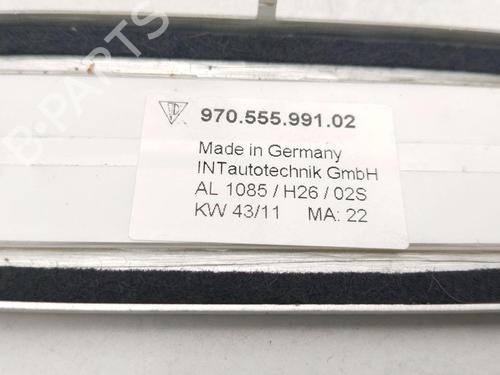 B-PARTS
970.555.991.02
Made in Germany
INTautotechnik GmbH
AL 1085 / H26 / 02S
KW 43/11 MA: 22